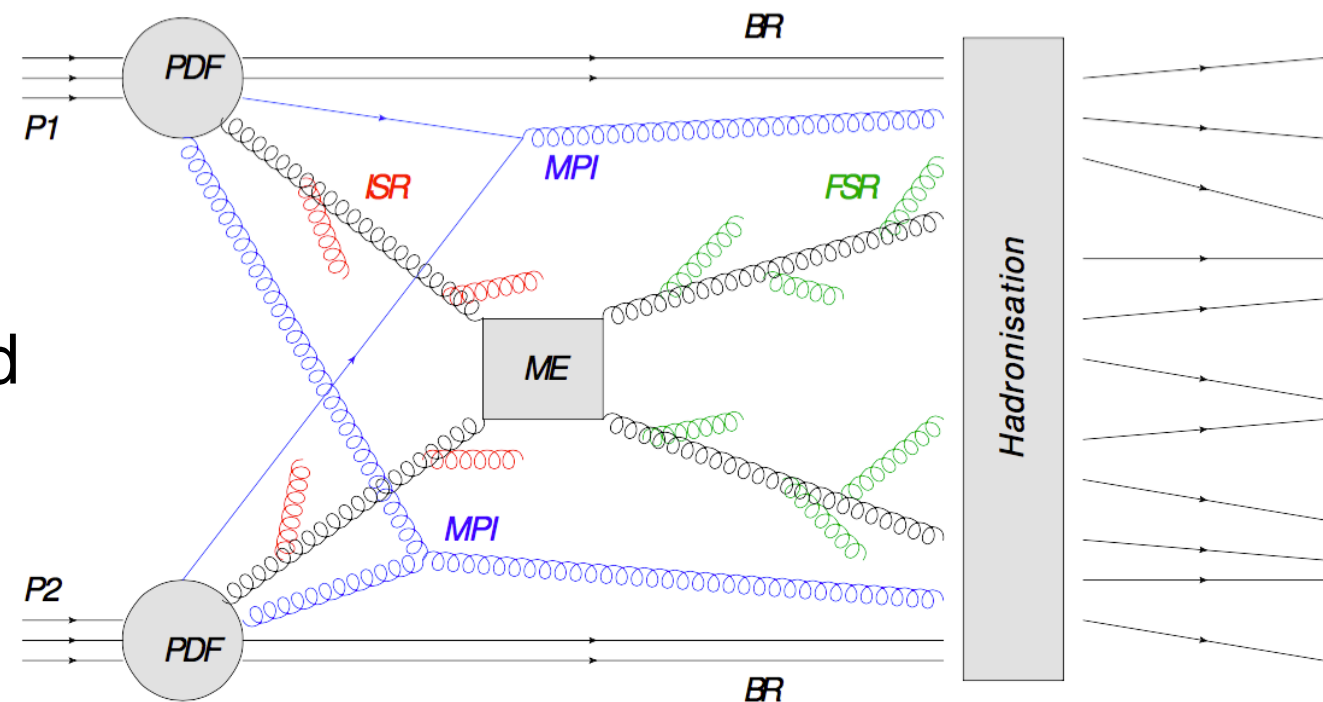 BR
PDF
P1
ISR
MPI
FSR
d
ME
Hadronisation
MPI
P2
PDF
BR